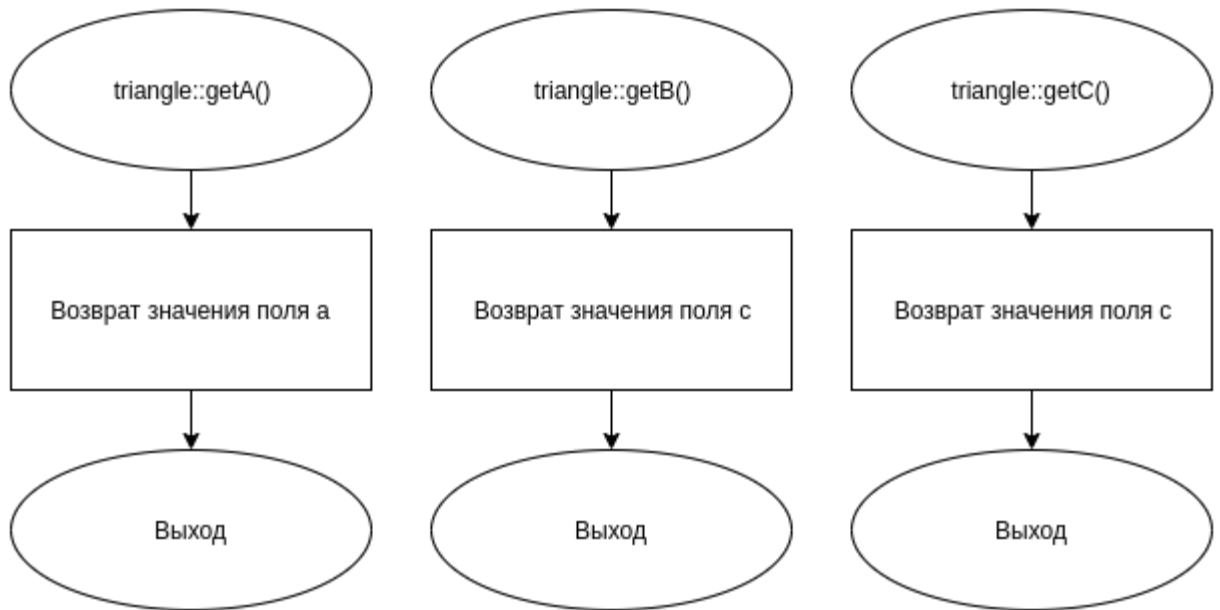 triangle::getA()
triangle::getB()
triangle::getC()
Возврат значения поля a
Возврат значения поля c
Возврат значения поля c
Выход
Выход
Выход